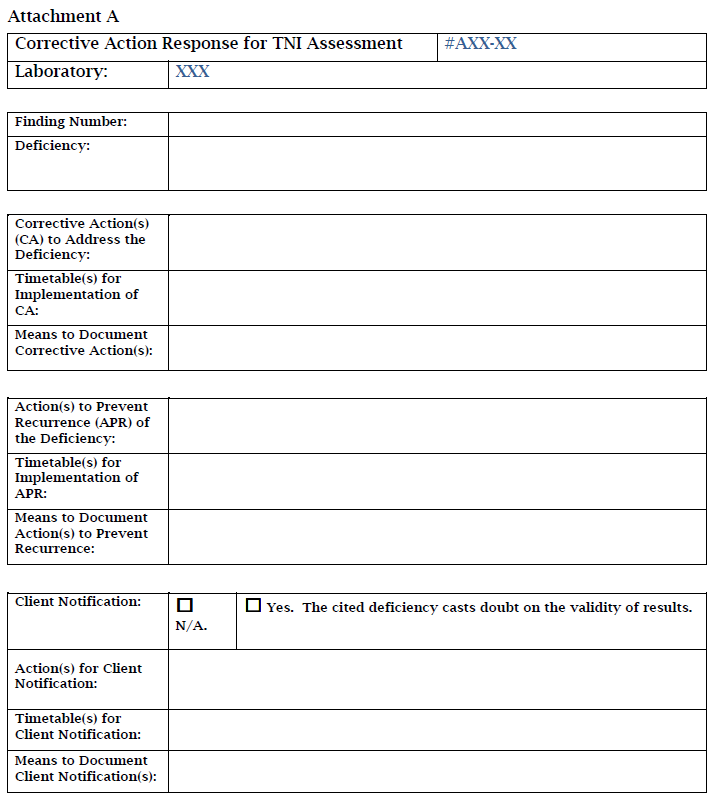 Attachment A
Corrective Action Response for TNI Assessment #AXX-XX
Laboratory: XXX
Finding Number:
Deficiency:
Corrective Action(s)
(CA) to Address the
Deficiency:
Timetable(s) for
Implementation of
CA:
Means to Document
Corrective Action(s):
Action(s) to Prevent
Recurrence (APR) of
the Deficiency:
Timetable(s) for
Implementation of
APR:
Means to Document
Action(s) to Prevent
Recurrence:
Client Notification:
N/A.
Yes.  The cited deficiency casts doubt on the validity of results.
Action(s) for Client
Notification:
Timetable(s) for
Client Notification:
Means to Document
Client Notification(s):